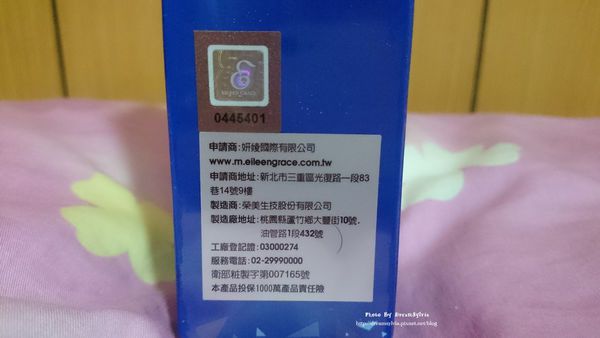 0445401
申請商:妍婈國際有限公司
www.m.eileengrace.com.tw
申請商地址:新北市三重區光復路一段83
巷14號9樓
製造商:榮美生技股份有限公司
製造廠地址:桃園縣蘆竹鄉大豐街10號,
油管路1段432號
工廠登記證:03000274
服務電話:02-29990000
衛部粧製字第007165號
本產品投保1000萬產品責任險
Photo By DreamSylvia
http://dreamsylvia.pixnet.net/blog